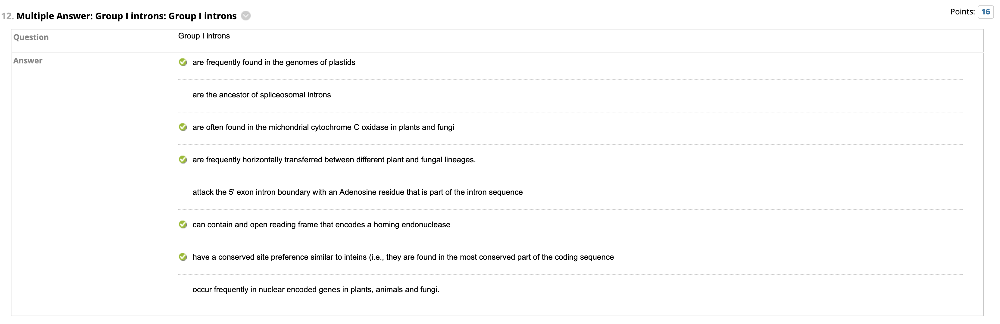 12. Multiple Answer: Group I introns: Group I introns
Points: 16
Question
Group I introns
Answer
are frequently found in the genomes of plastids
are the ancestor of spliceosomal introns
are often found in the michondrial cytochrome C oxidase in plants and fungi
are frequently horizontally transferred between different plant and fungal lineages.
attack the 5' exon intron boundary with an Adenosine residue that is part of the intron sequence
can contain and open reading frame that encodes a homing endonuclease
have a conserved site preference similar to inteins (i.e., they are found in the most conserved part of the coding sequence
occur frequently in nuclear encoded genes in plants, animals and fungi.